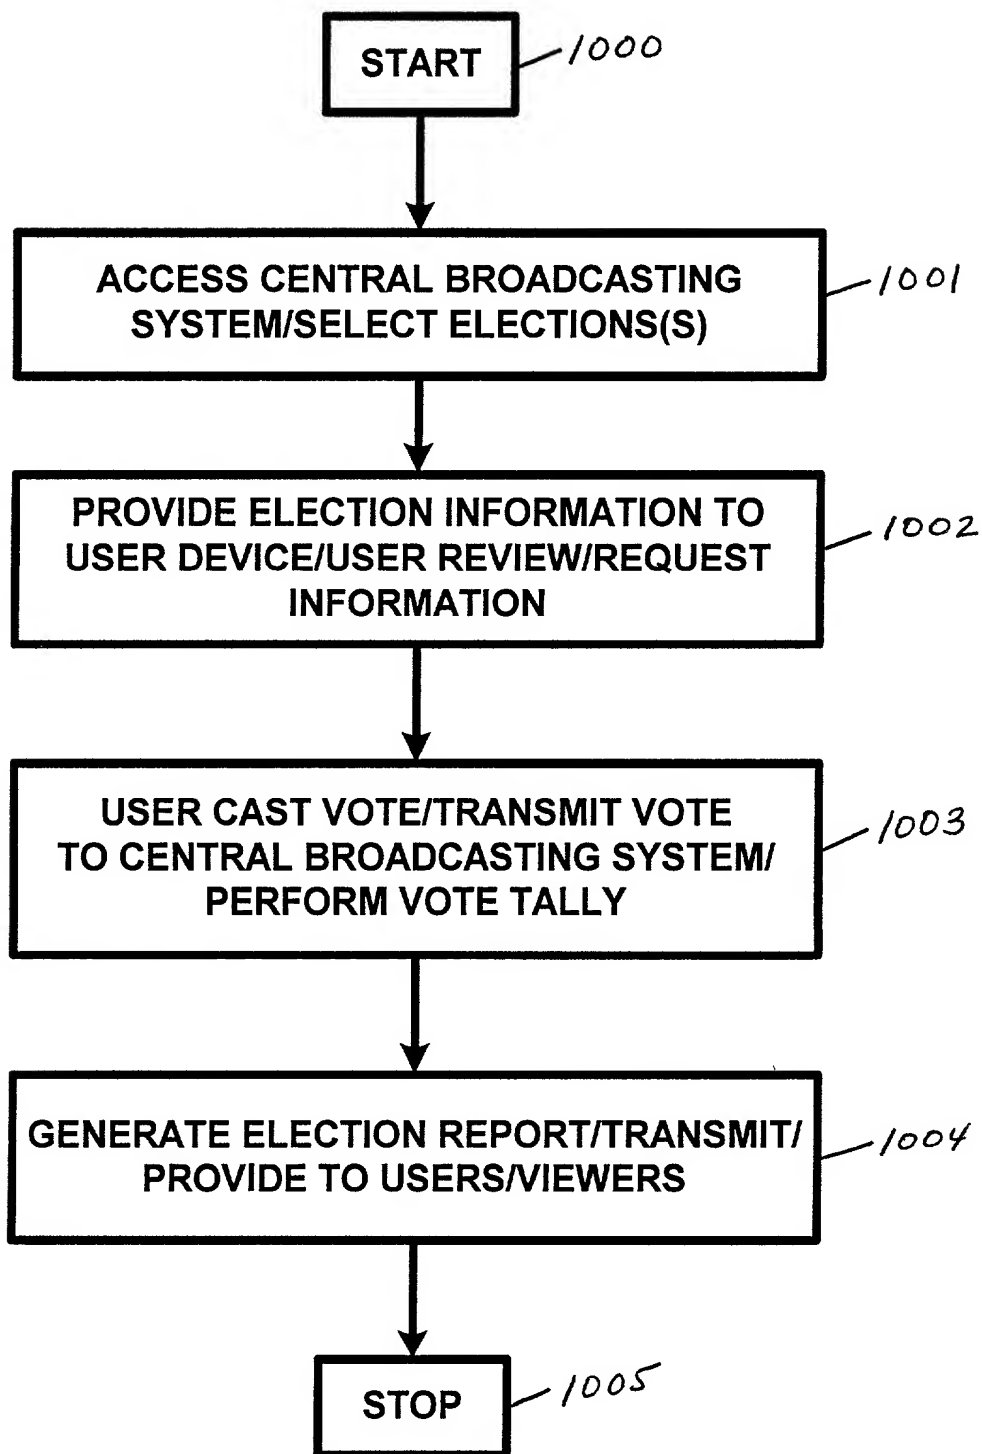 START
1000
ACCESS CENTRAL BROADCASTING
SYSTEM/SELECT ELECTIONS(S)
1001
PROVIDE ELECTION INFORMATION TO
USER DEVICE/USER REVIEW/REQUEST
INFORMATION
1002
USER CAST VOTE/TRANSMIT VOTE
TO CENTRAL BROADCASTING SYSTEM/
PERFORM VOTE TALLY
1003
GENERATE ELECTION REPORT/TRANSMIT/
PROVIDE TO USERS/VIEWERS
1004
STOP
1005